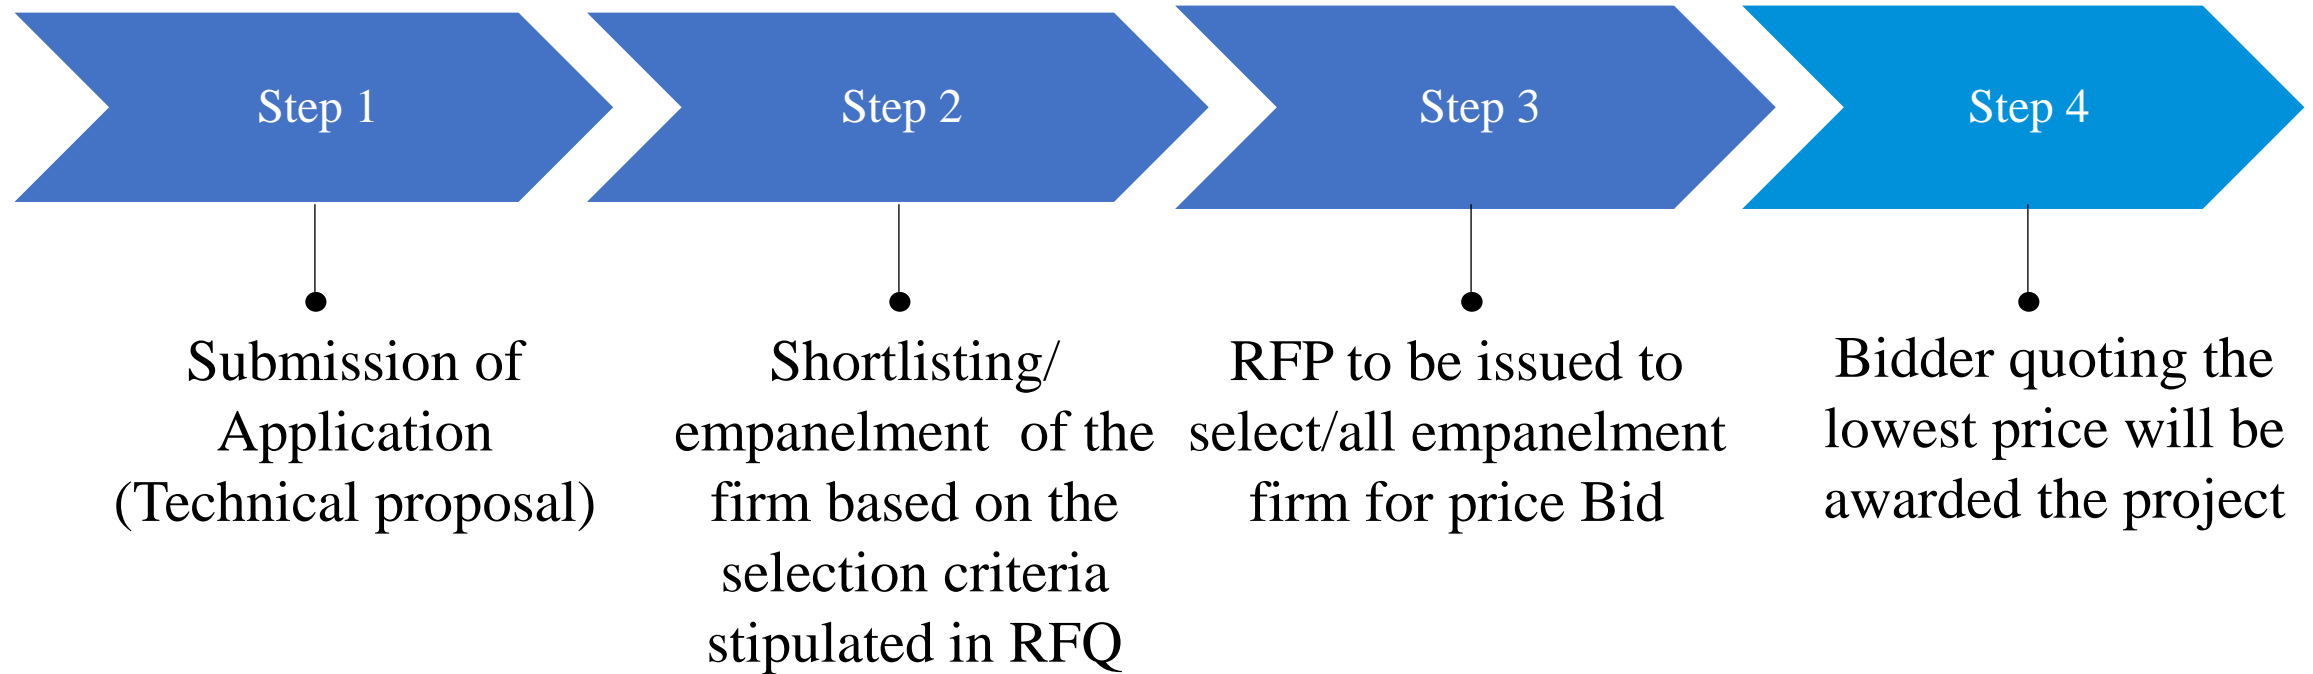 Step 1
Step 2
Step 3
Step 4
Submission of
Application
(Technical proposal)
Shortlisting/
empanelment  of the
firm based on the
selection criteria
stipulated in RFQ
RFP to be issued to
select/all empanelment
firm for price Bid
Bidder quoting the
lowest price will be
awarded the project